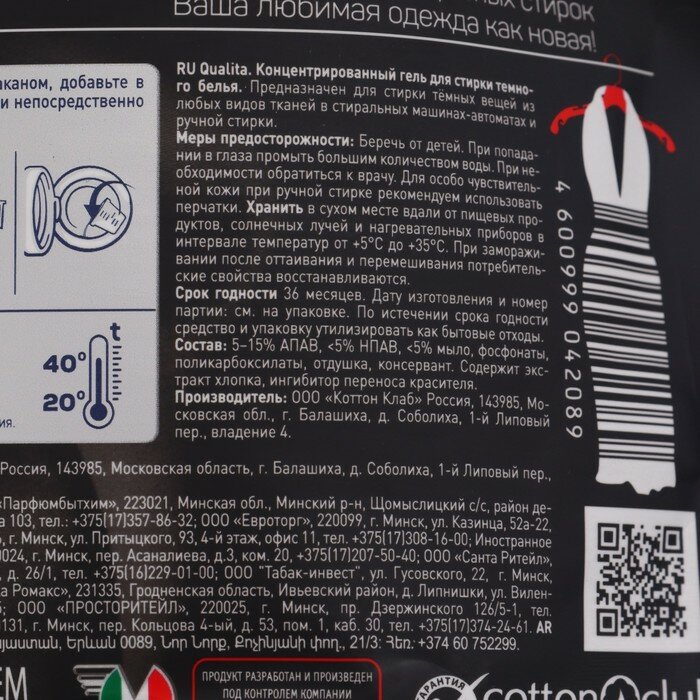 ных стирок
Ваша любимая одежда как новая!
аканом, добавьте в
и непосредственно
RU Qualita. Концентрированный гель для стирки темно-
го белья. Предназначен для стирки тёмных вещей из
любых видов тканей в стиральных машинах-автоматах и
ручной стирки.
Меры предосторожности: Беречь от детей. При попада-
нии в глаза промыть большим количеством воды. При не-
обходимости обратиться к врачу. Для особо чувствитель-
ной кожи при ручной стирке рекомендуем использовать
перчатки. Хранить в сухом месте вдали от пищевых про-
дуктов, солнечных лучей и нагревательных приборов в
интервале температур от +5°С до +35°С. При заморажи-
вании после оттаивания и перемешивания потребитель-
ские свойства восстанавливаются.
Срок годности 36 месяцев. Дату изготовления и номер
партии: см. на упаковке. По истечении срока годности
средство и упаковку утилизировать как бытовые отходы.
Состав: 5–15% АПАВ, <5% НПАВ, <5% мыло, фосфонаты,
поликарбоксилаты, отдушка, консервант. Содержит экс-
тракт хлопка, ингибитор переноса красителя.
Производитель: ООО «Коттон Клаб» Россия, 143985, Мо-
сковская обл., г. Балашиха, д. Соболиха, 1-й Липовый
пер., владение 4.
4 600999 042089
t
40°
20°
Россия, 143985, Московская область, г. Балашиха, д. Соболиха, 1-й Липовый пер.,
«Парфюмбытхим», 223021, Минская обл., Минский р-н, Щомыслицкий с/с, район де-
а 103, тел.: +375(17)357-86-32; ООО «Евроторг», 220099, г. Минск, ул. Казинца, 52а-22,
, г. Минск, ул. Притыцкого, 93, 4-й этаж, офис 11, тел.: +375(17)308-16-00; Иностранное
0024, г. Минск, пер. Асаналиева, д.3, ком. 20, +375(17)207-50-40; ООО «Санта Ритейл»,
, д. 26/1, тел.: +375(16)229-01-00; ООО "Табак-инвест", ул. Гусовского, 22, г. Минск,
а Ромакс», 231335, Гродненская область, Ивьевский район, д. Липнишки, ул. Вилен-
5; ООО «ПРОСТОРИТЕЙЛ», 220025, г. Минск, пр. Дзержинского 126/5-1, тел.
нск, пер. Кольцова 4-ый, д. 53, пом. 1, каб. 30, тел.: +375(17)374-24-61. AR
յաստան, Երևան 0089, Նոր Նորք, Քոչինյանի փող., 21/3: Հեռ.: +374 60 752299.
ЕМ
ПРОДУКТ РАЗРАБОТАН И ПРОИЗВЕДЕН
ПОД КОНТРОЛЕМ КОМПАНИИ
ГАРАНТИЯ
cotton club